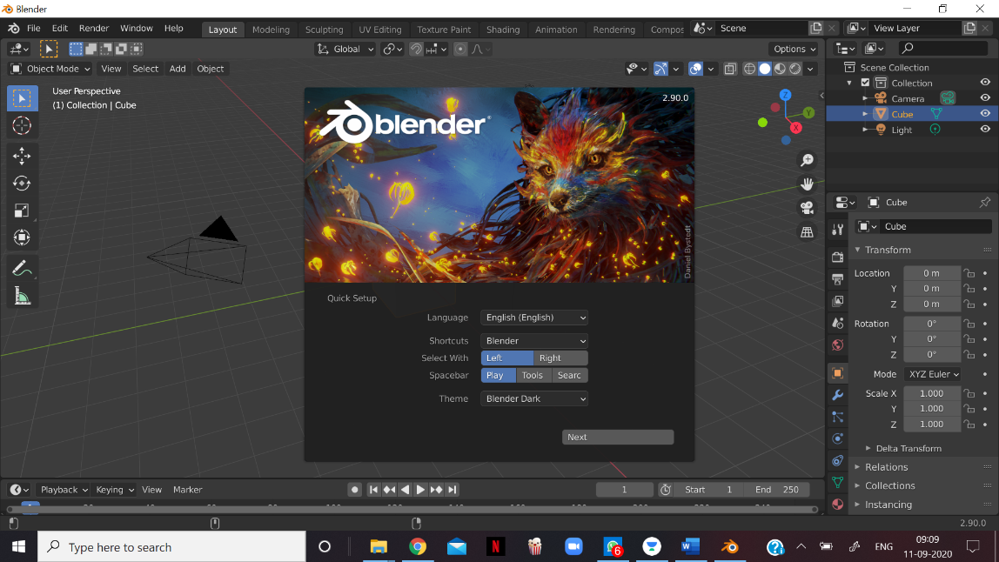 Blender
File Edit Render Window Help Layout Modeling Sculpting UV Editing Texture Paint Shading Animation Rendering Compos Scene View Layer
Global Options
Object Mode View Select Add Object
User Perspective
(1) Collection | Cube
Z
Y
X
Scene Collection
Collection
Camera
Cube
Light
2.90.0
blender
Daniel Bystedt
Quick Setup
Language English (English)
Shortcuts Blender
Select With Left Right
Spacebar Play Tools Searc
Theme Blender Dark
Next
Cube
Cube
Transform
Location 0 m
Y 0 m
Z 0 m
Rotation 0°
Y 0°
Z 0°
Mode XYZ Euler
Scale X 1.000
Y 1.000
Z 1.000
Delta Transform
Relations
Collections
Instancing
Playback Keying View Marker 1 Start 1 End 250
2.90.0
Type here to search
N
6
W
ENG
09:09
11-09-2020